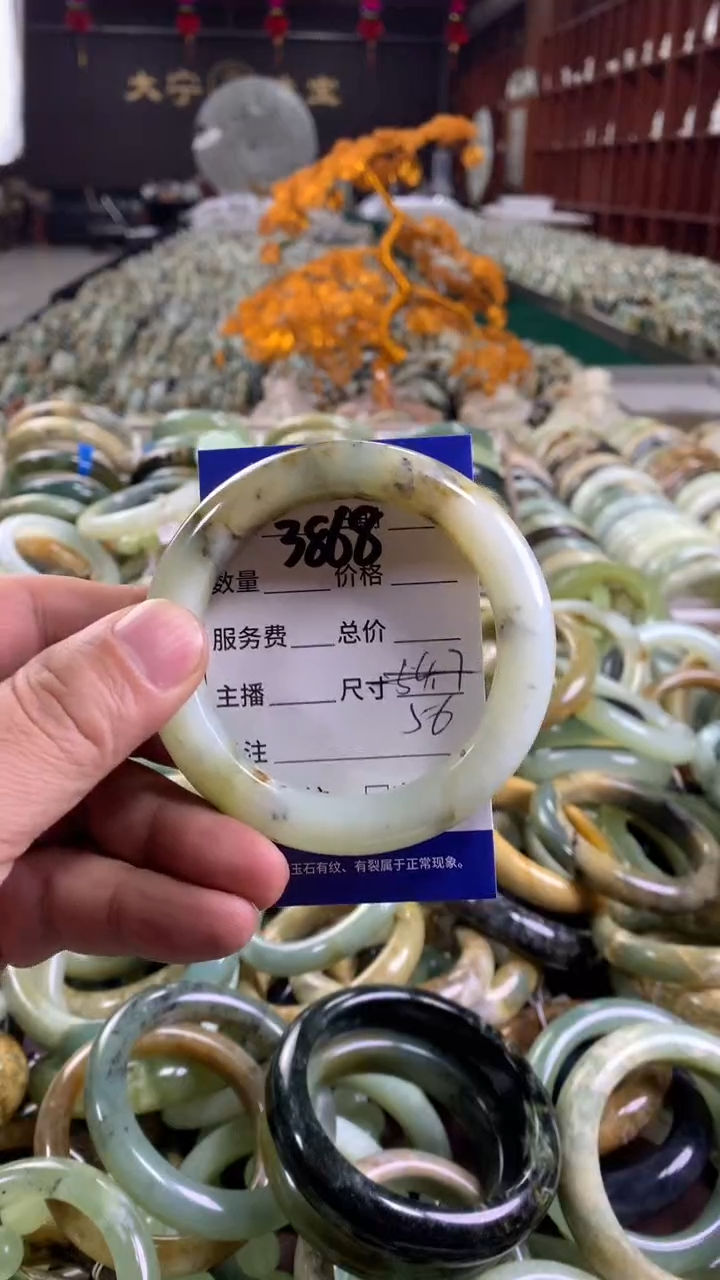 大宁
宝
3868
数量 价格
服务费 总价
主播 尺寸 54.7
56
注
玉石有纹、有裂属于正常现象。